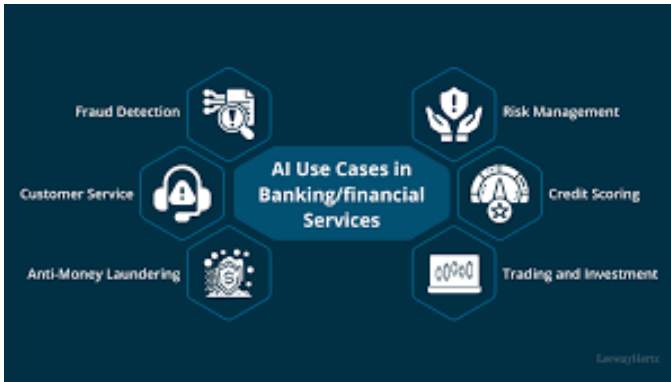 Fraud Detection
Risk Management
AI Use Cases in
Banking/financial
Services
Customer Service
Credit Scoring
Anti-Money Laundering
Trading and Investment
LeewayHertz